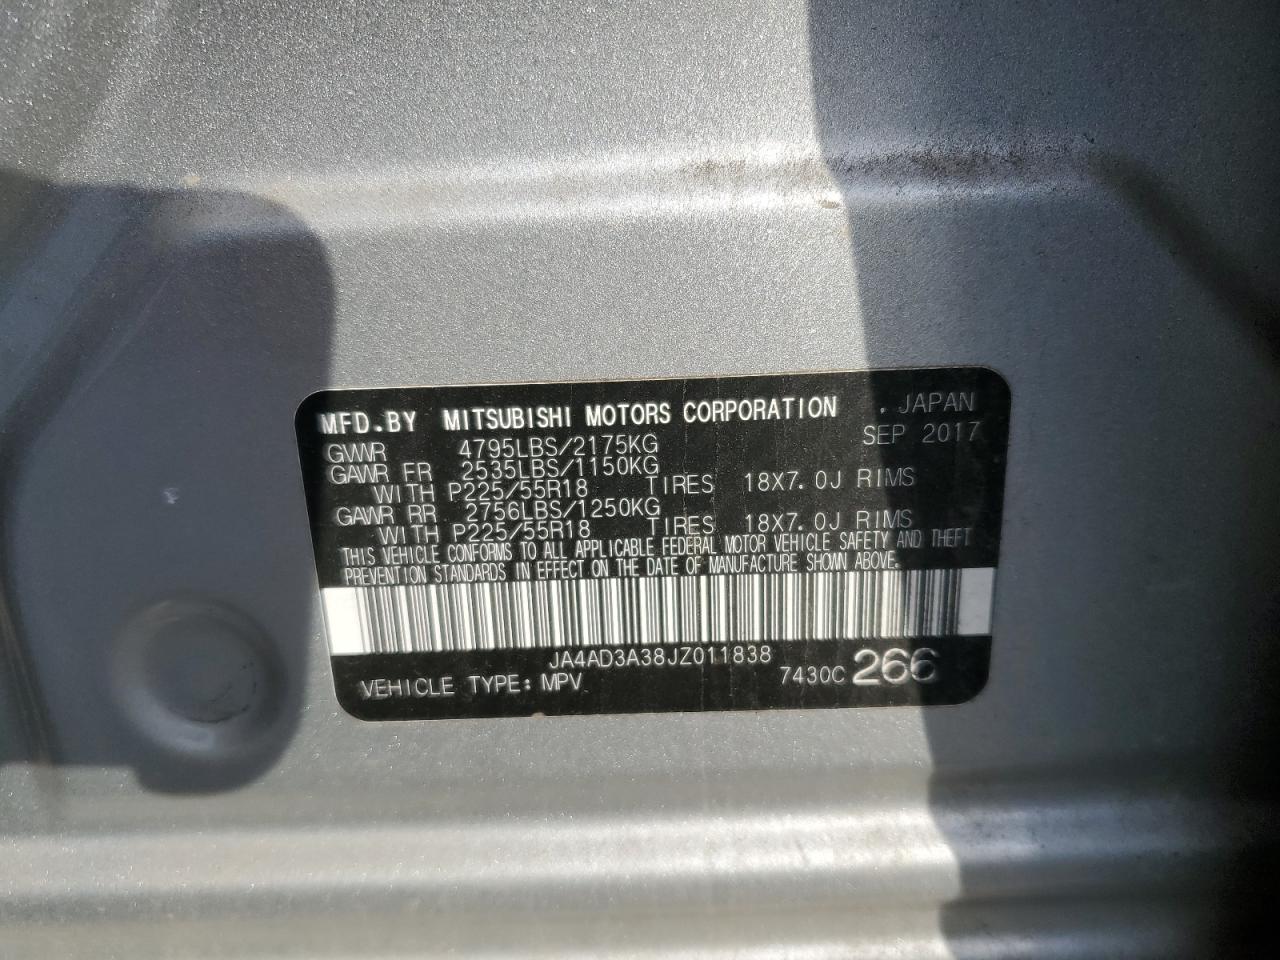 MFD.BY MITSUBISHI MOTORS CORPORATION . JAPAN
GVWR 4795LBS/2175KG SEP 2017
GAWR FR 2535LBS/1150KG
WITH P225/55R18 TIRES 18X7.0J RIMS
GAWR RR 2756LBS/1250KG
WITH P225/55R18 TIRES 18X7.0J RIMS
THIS VEHICLE CONFORMS TO ALL APPLICABLE FEDERAL MOTOR VEHICLE SAFETY AND THEFT
PREVENTION STANDARDS IN EFFECT ON THE DATE OF MANUFACTURE SHOWN ABOVE.
JA4AD3A38JZ011838
VEHICLE TYPE: MPV 7430C 266